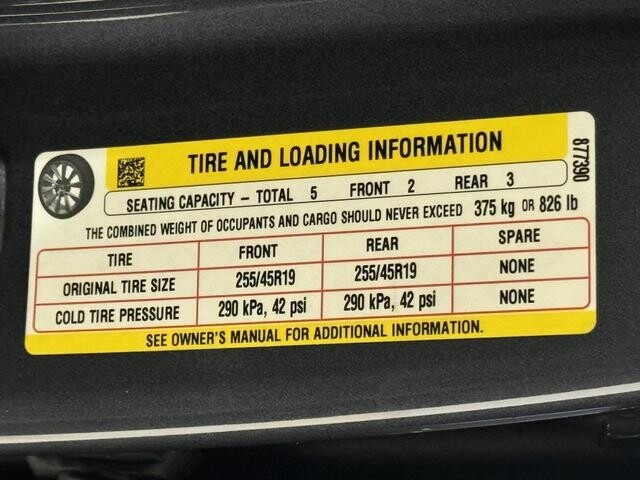 TIRE AND LOADING INFORMATION
877390
SEATING CAPACITY – TOTAL 5 FRONT 2 REAR 3
THE COMBINED WEIGHT OF OCCUPANTS AND CARGO SHOULD NEVER EXCEED 375 kg OR 826 lb
TIRE FRONT REAR SPARE
ORIGINAL TIRE SIZE 255/45R19 255/45R19 NONE
COLD TIRE PRESSURE 290 kPa, 42 psi 290 kPa, 42 psi NONE
SEE OWNER'S MANUAL FOR ADDITIONAL INFORMATION.